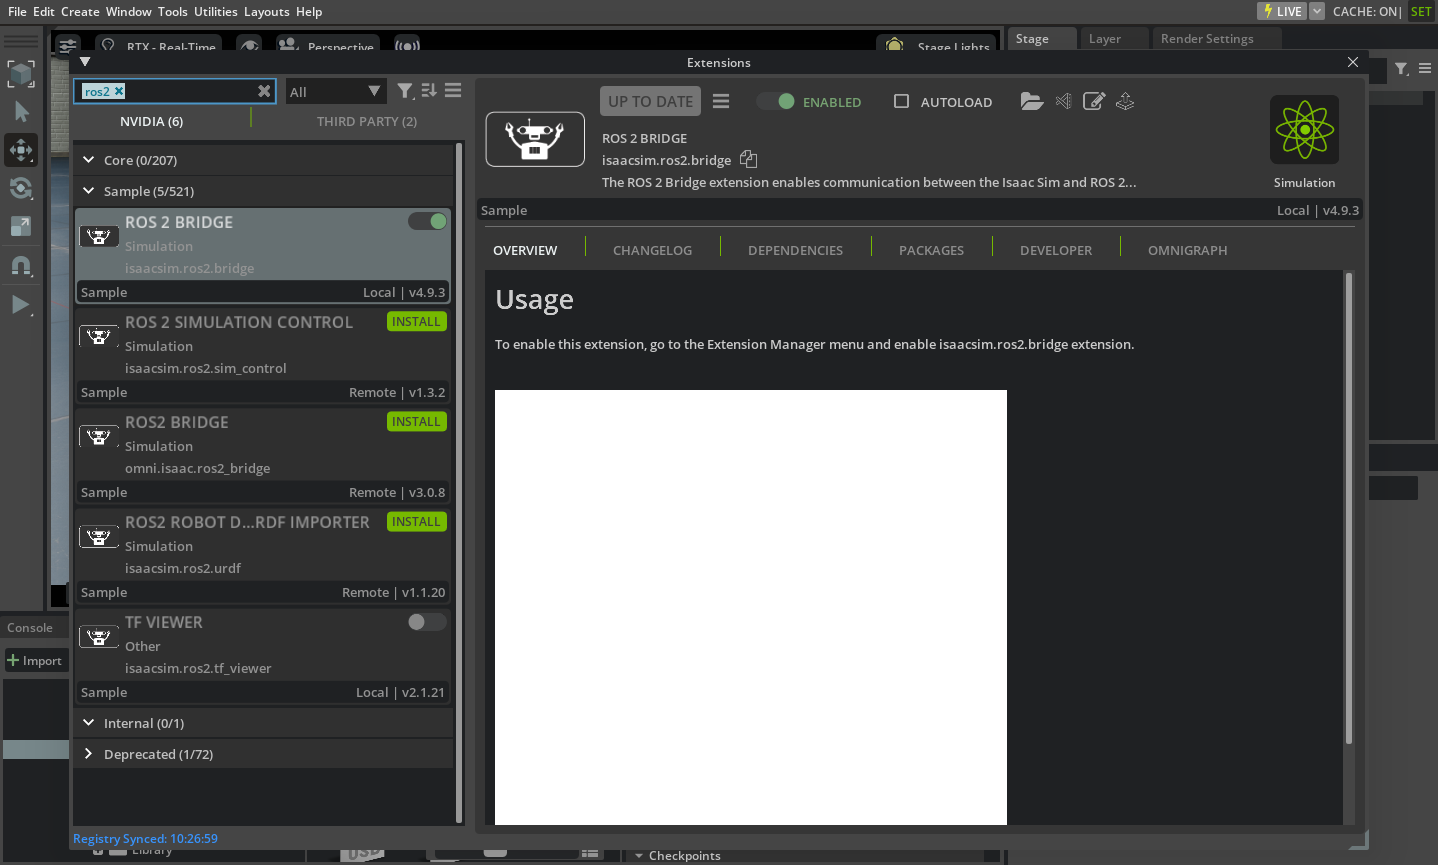 File Edit Create Window Tools Utilities Layouts Help
LIVE CACHE: ON SET
RTX - Real-Time Perspective Stage Lights
Stage Layer Render Settings
Extensions
ros2
All
NVIDIA (6) THIRD PARTY (2)
Core (0/207)
Sample (5/521)
ROS 2 BRIDGE
Simulation
isaacsim.ros2.bridge
Sample Local | v4.9.3
ROS 2 SIMULATION CONTROL INSTALL
Simulation
isaacsim.ros2.sim_control
Sample Remote | v1.3.2
ROS2 BRIDGE INSTALL
Simulation
omni.isaac.ros2_bridge
Sample Remote | v3.0.8
ROS2 ROBOT D...RDF IMPORTER INSTALL
Simulation
isaacsim.ros2.urdf
Sample Remote | v1.1.20
TF VIEWER
Other
isaacsim.ros2.tf_viewer
Sample Local | v2.1.21
Internal (0/1)
Deprecated (1/72)
Registry Synced: 10:26:59
UP TO DATE ENABLED AUTOLOAD
ROS 2 BRIDGE
isaacsim.ros2.bridge
The ROS 2 Bridge extension enables communication between the Isaac Sim and ROS 2...
Simulation
Sample Local | v4.9.3
OVERVIEW CHANGELOG DEPENDENCIES PACKAGES DEVELOPER OMNIGRAPH
Usage
To enable this extension, go to the Extension Manager menu and enable isaacsim.ros2.bridge extension.
Console
Import
Library
USD
Checkpoints